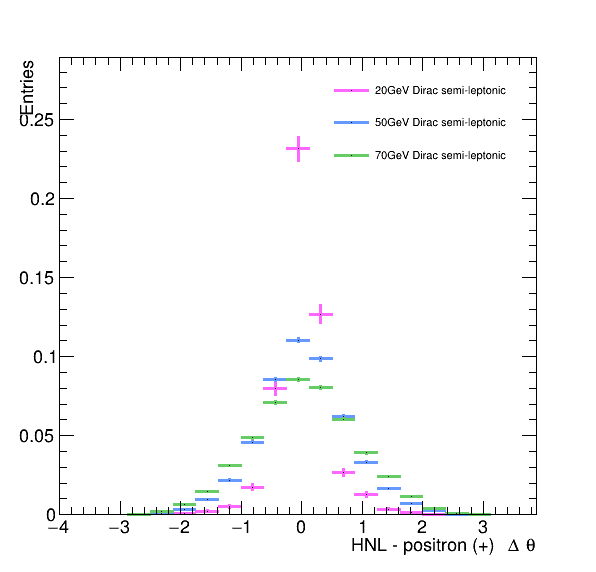 Entries
20GeV Dirac semi-leptonic
50GeV Dirac semi-leptonic
70GeV Dirac semi-leptonic
0.25
0.2
0.15
0.1
0.05
0
−4 −3 −2 −1 0 1 2 3
HNL - positron (+) Δ θ